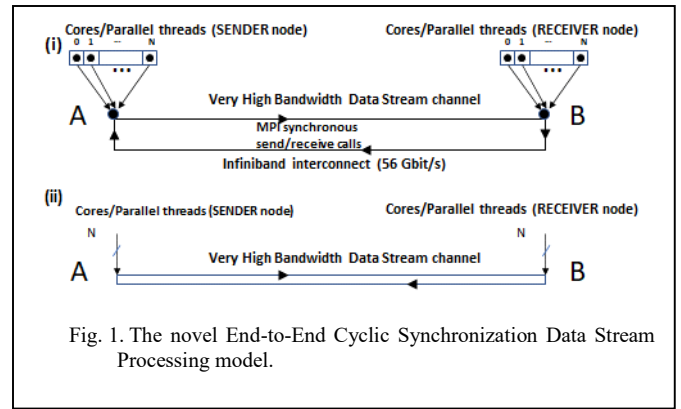 Cores/Parallel threads (SENDER node)
Cores/Parallel threads (RECEIVER node)
(i)
0 1 -- N
0 1 -- N
...
...
A
Very High Bandwidth Data Stream channel
B
MPI synchronous
send/receive calls
Infiniband interconnect (56 Gbit/s)
(ii)
Cores/Parallel threads (SENDER node)
Cores/Parallel threads (RECEIVER node)
N
N
A
Very High Bandwidth Data Stream channel
B
Fig. 1. The novel End-to-End Cyclic Synchronization Data Stream
Processing model.